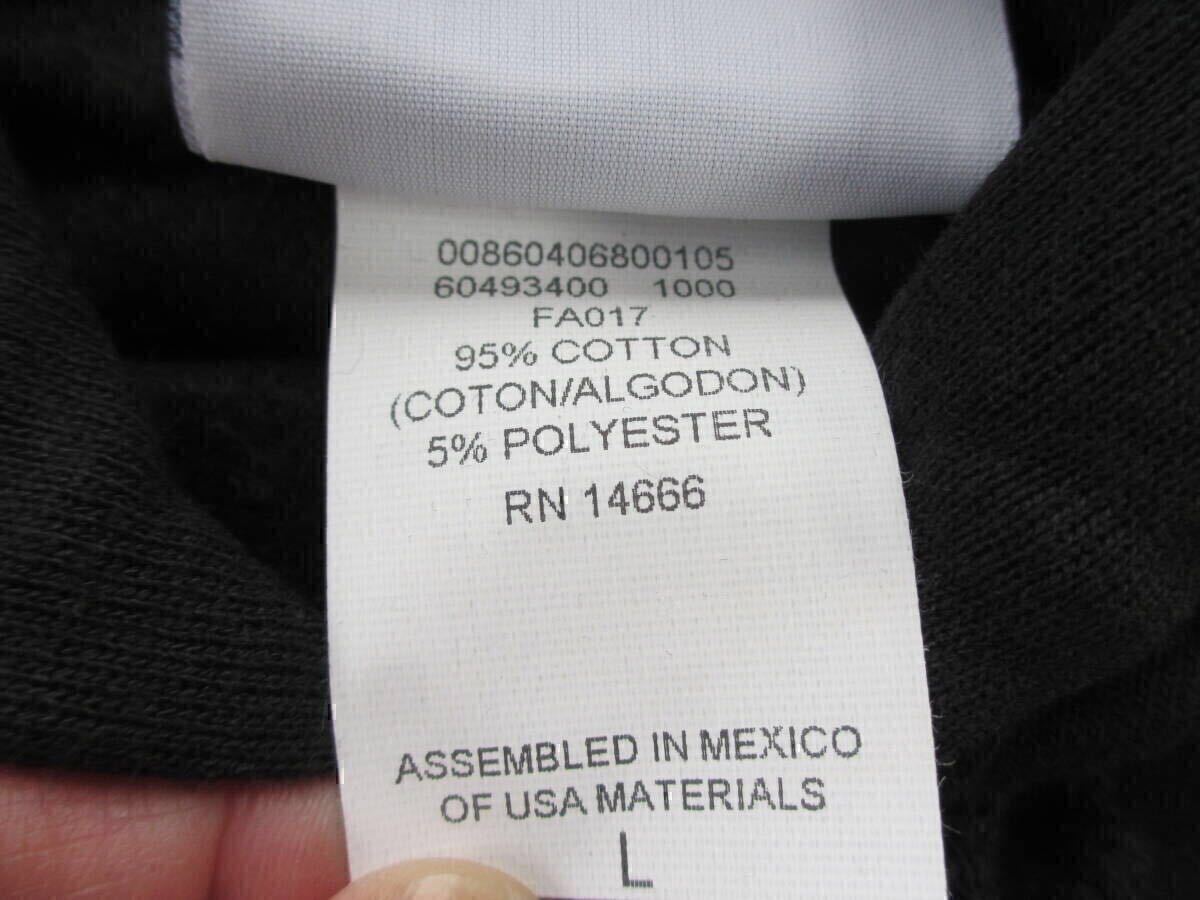 00860406800105
60493400 1000
FA017
95% COTTON
(COTON/ALGODON)
5% POLYESTER
RN 14666
ASSEMBLED IN MEXICO
OF USA MATERIALS
L